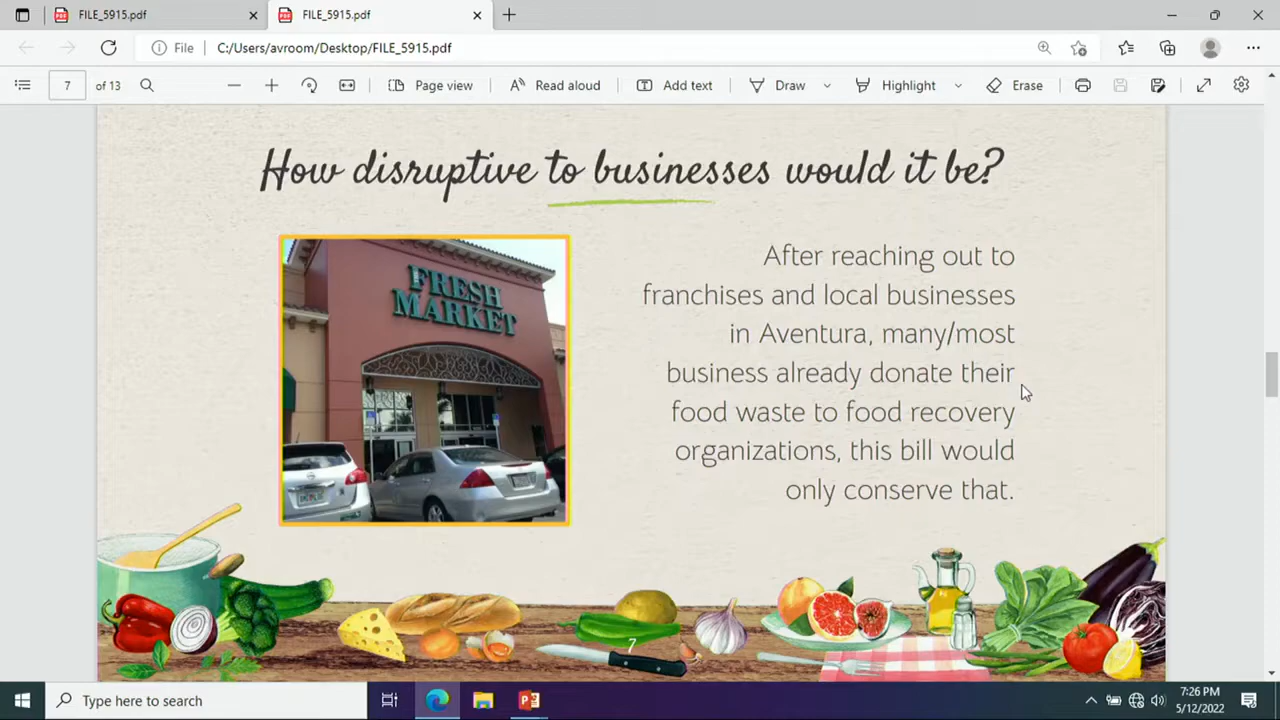 FILE_5915.pdf
FILE_5915.pdf
File
C:/Users/avroom/Desktop/FILE_5915.pdf
7
of 13
Page view
Read aloud
Add text
Draw
Highlight
Erase
How disruptive to businesses would it be?
FRESH
MARKET
After reaching out to
franchises and local businesses
in Aventura, many/most
business already donate their
food waste to food recovery
organizations, this bill would
only conserve that.
7
Type here to search
7:26 PM
5/12/2022